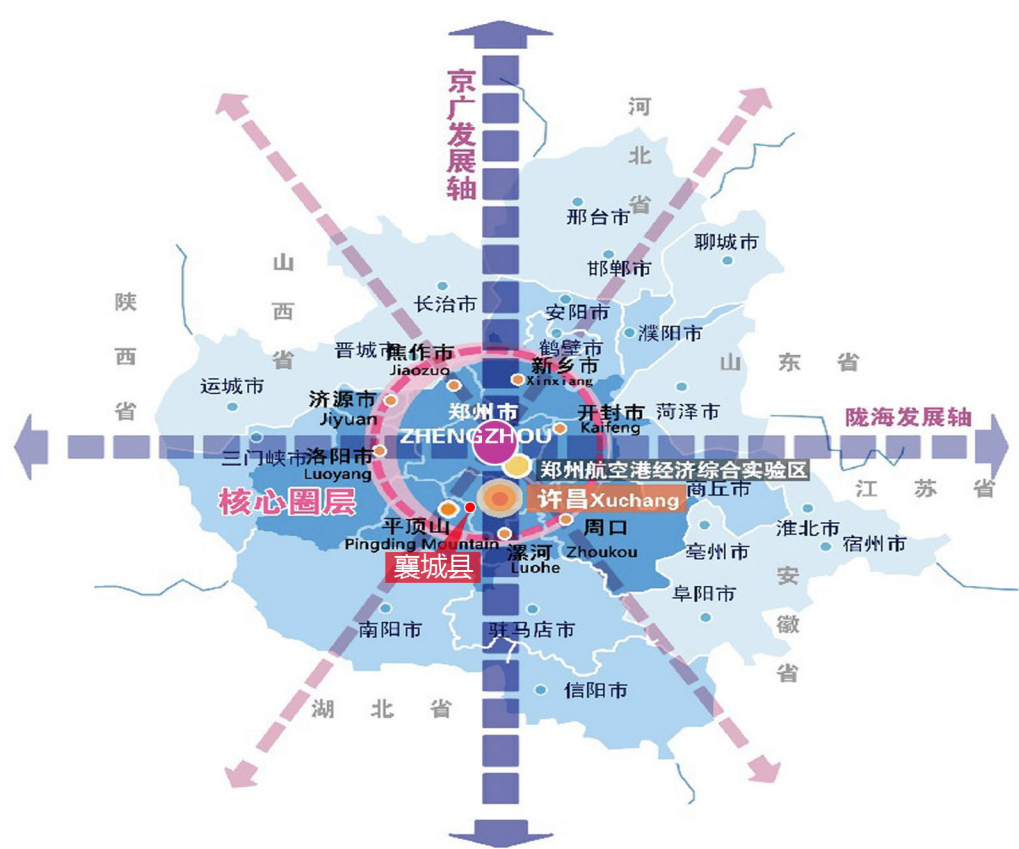 京广发展轴
河北省
邢台市
聊城市
邯郸市
山西省
长治市
安阳市
陕西省
濮阳市
鹤壁市
晋城市
焦作市
Jiaozuo
新乡市
Xinxiang
山东省
运城市
济源市
Jiyuan
郑州市
ZHENGZHOU
开封市
Kaifeng
菏泽市
陇海发展轴
三门峡市
洛阳市
Luoyang
郑州航空港经济综合实验区
核心圈层
许昌Xuchang
商丘市
江苏省
平顶山
Pingding Mountain
漯河
Luohe
周口
Zhoukou
淮北市
宿州市
亳州市
襄城县
安徽省
阜阳市
南阳市
驻马店市
信阳市
湖北省